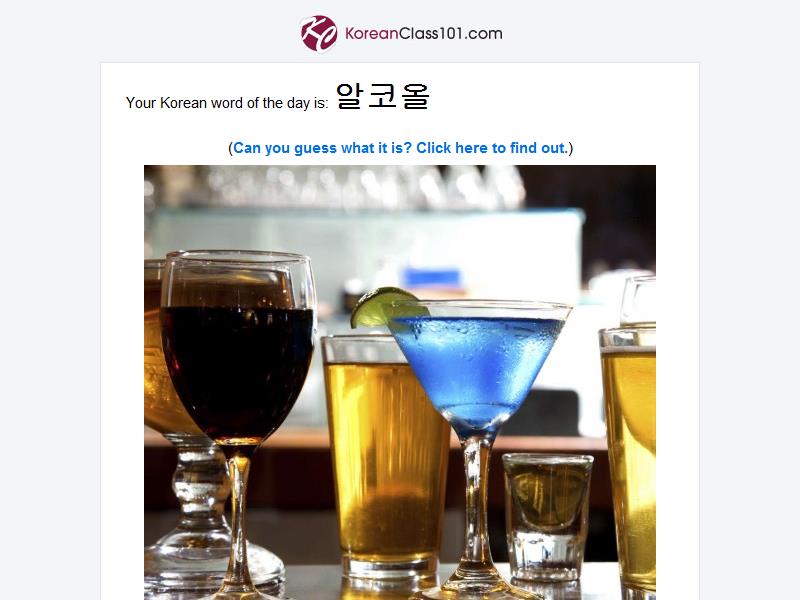 KC KoreanClass101.com
Your Korean word of the day is: 알코올
(Can you guess what it is? Click here to find out.)